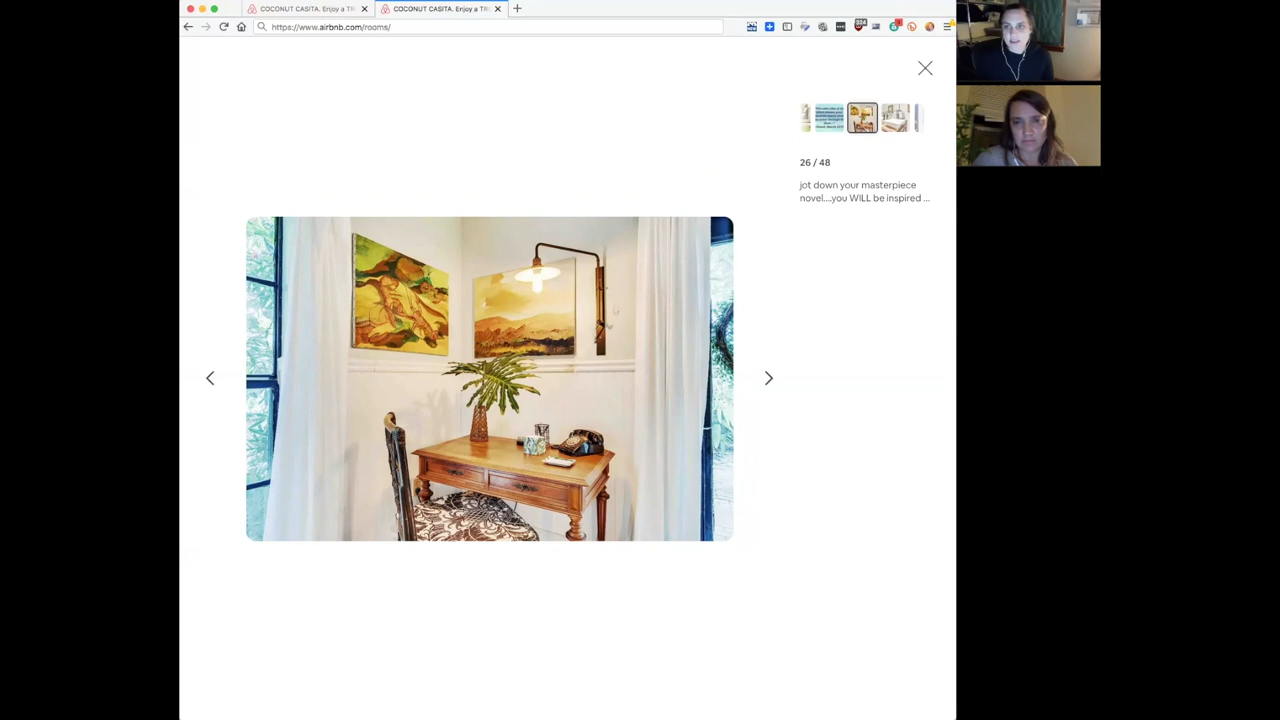 COCONUT CASITA. Enjoy a TR
COCONUT CASITA. Enjoy a TR
https://www.airbnb.com/rooms/
324
26 / 48
jot down your masterpiece
novel....you WILL be inspired ...